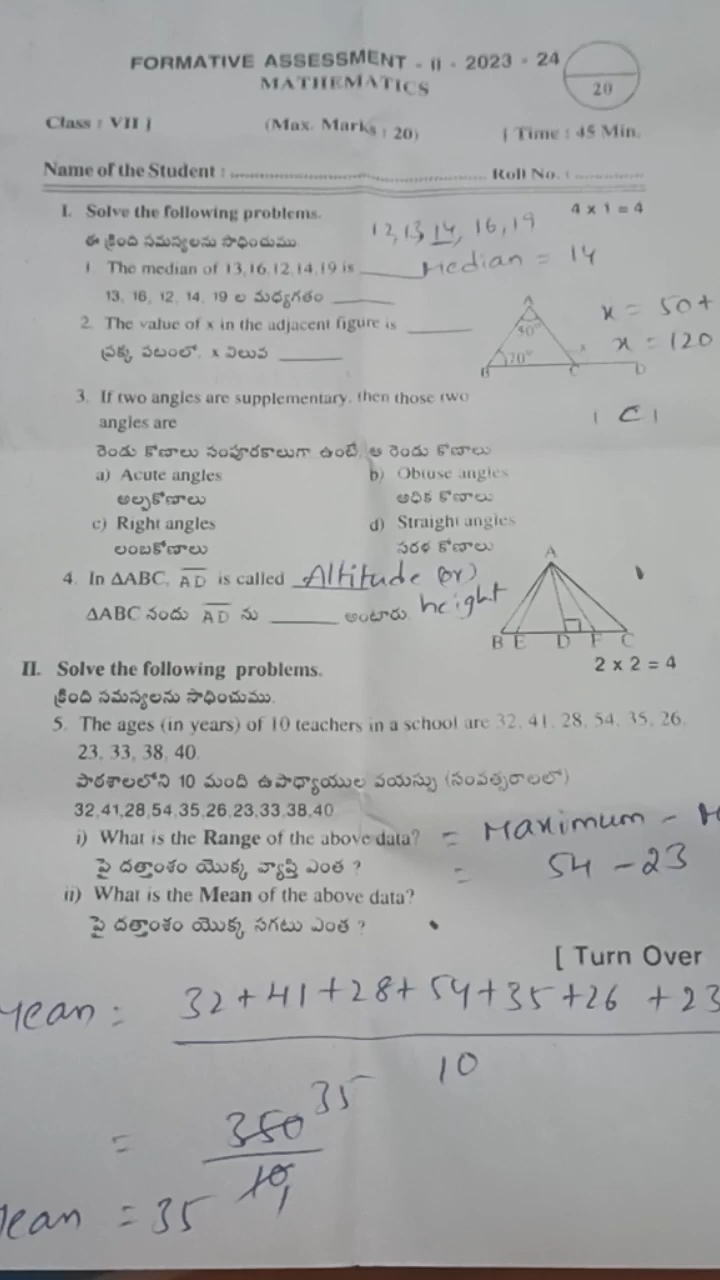 FORMATIVE ASSESSMENT - II - 2023 - 24
MATHEMATICS
20
Class : VII ]
(Max. Marks : 20)
[ Time : 45 Min.
Name of the Student : ........................
Roll No. : ............
I. Solve the following problems.
4 x 1 = 4
ఈ క్రింది సమస్యలను సాధించుము
12, 13, 14, 16, 19
1. The median of 13, 16, 12, 14, 19 is ______
Median = 14
13, 16, 12, 14, 19 ల మధ్యగతం ______
2. The value of x in the adjacent figure is ______
ప్రక్క పటంలో, x విలువ ______
A
50°
70°
x
B C D
x = 50+
x = 120
3. If two angles are supplementary, then those two
angles are
| C |
రెండు కోణాలు సంపూరకాలుగా ఉంటే, ఆ రెండు కోణాలు
a) Acute angles
b) Obtuse angles
అల్పకోణాలు
అధిక కోణాలు
c) Right angles
d) Straight angles
లంబకోణాలు
సరళ కోణాలు
4. In ΔABC, AD is called Altitude (or)
height
ΔABC నందు AD ను ______ అంటారు.
A
B E D F C
II. Solve the following problems.
2 x 2 = 4
క్రింది సమస్యలను సాధించుము.
5. The ages (in years) of 10 teachers in a school are 32, 41, 28, 54, 35, 26,
23, 33, 38, 40.
పాఠశాలలోని 10 మంది ఉపాధ్యాయుల వయస్సు (సంవత్సరాలలో)
32,41,28,54,35,26,23,33,38,40
i) What is the Range of the above data?
= Maximum - M
పై దత్తాంశం యొక్క వ్యాప్తి ఎంత ?
= 54 - 23
ii) What is the Mean of the above data?
పై దత్తాంశం యొక్క సగటు ఎంత ?
[ Turn Over
Mean = 32+41+28+54+35+26+23
10
= 350 35
10 1
Mean = 35